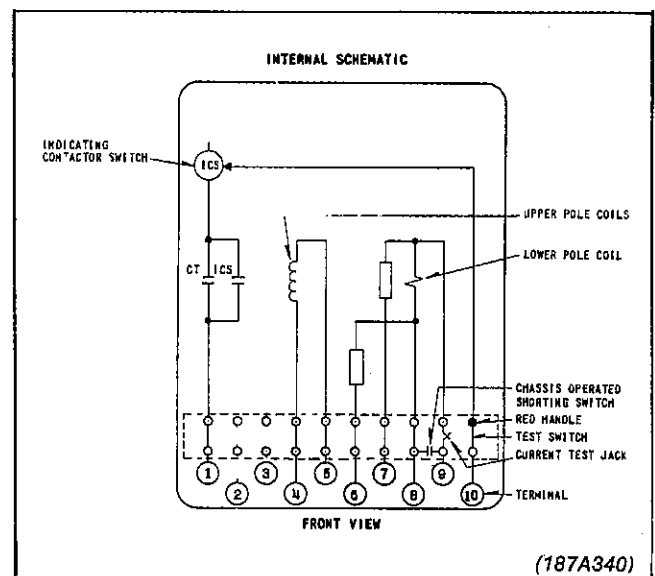 INTERNAL SCHEMATIC
INDICATING
CONTACTOR SWITCH
ICS
UPPER POLE COILS
LOWER POLE COIL
CT ICS
CHASSIS OPERATED
SHORTING SWITCH
RED HANDLE
TEST SWITCH
CURRENT TEST JACK
1 3 4 5 6 7 8 9 10
2
TERMINAL
FRONT VIEW
(187A340)